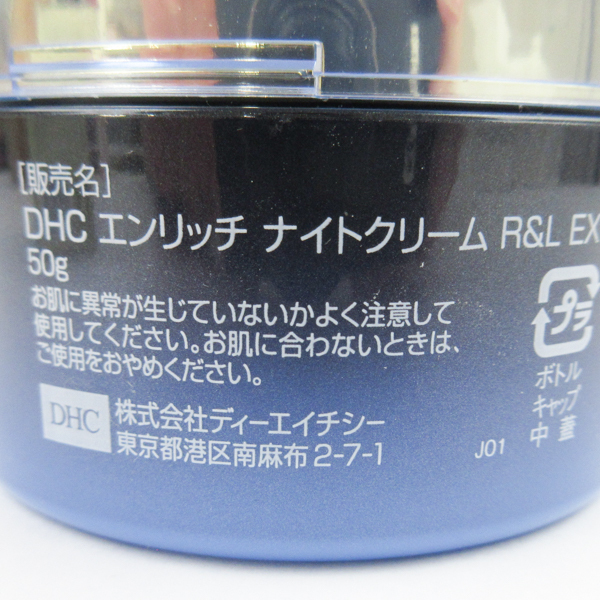 [販売名]
DHC エンリッチ ナイトクリーム R&L EX
50g
お肌に異常が生じていないかよく注意して
使用してください。お肌に合わないときは、
ご使用をおやめください。
DHC
株式会社ディーエイチシー
東京都港区南麻布2-7-1
J01
プラ
ボトル
キャップ
中蓋